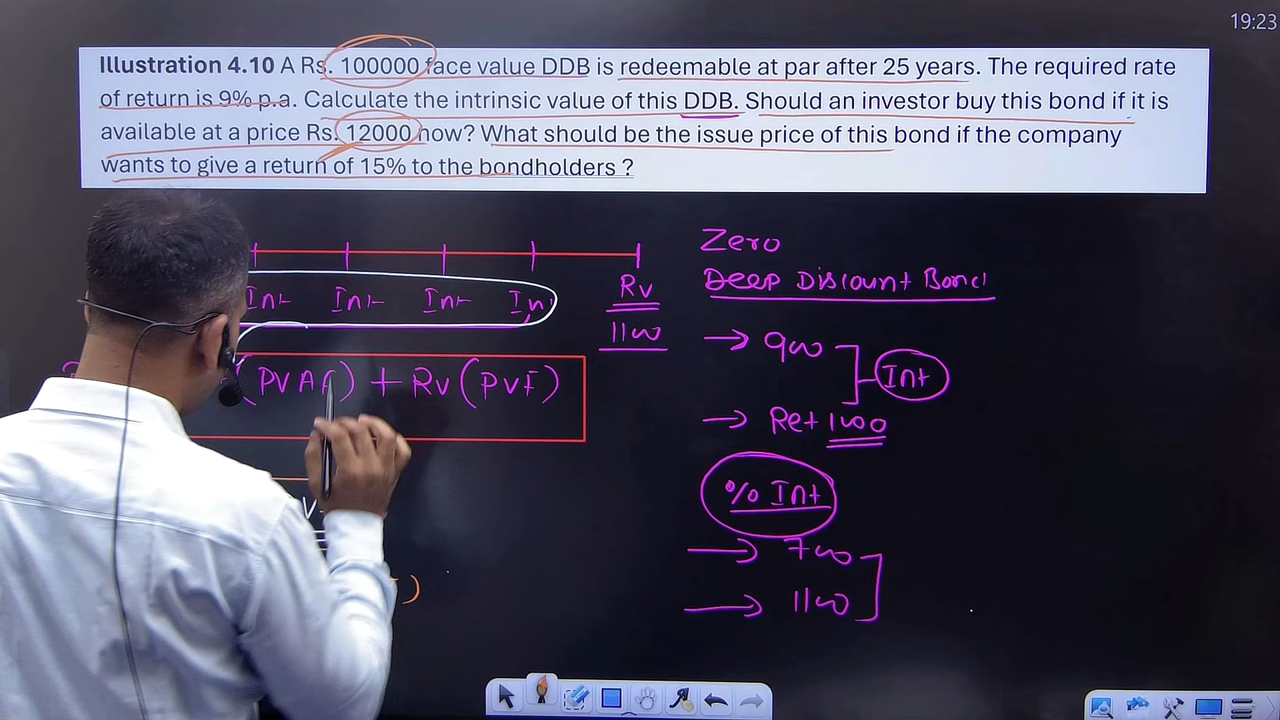 19:23
Illustration 4.10 A Rs. 100000 face value DDB is redeemable at par after 25 years. The required rate
of return is 9% p.a. Calculate the intrinsic value of this DDB. Should an investor buy this bond if it is
available at a price Rs. 12000 now? What should be the issue price of this bond if the company
wants to give a return of 15% to the bondholders ?
Int Int Int Int
Rv
1100
(PVAF) + Rv (PVF)
Zero
Deep Discount Bond
→ 900
Int
→ Ret 1000
% Int
→ 700
→ 1100